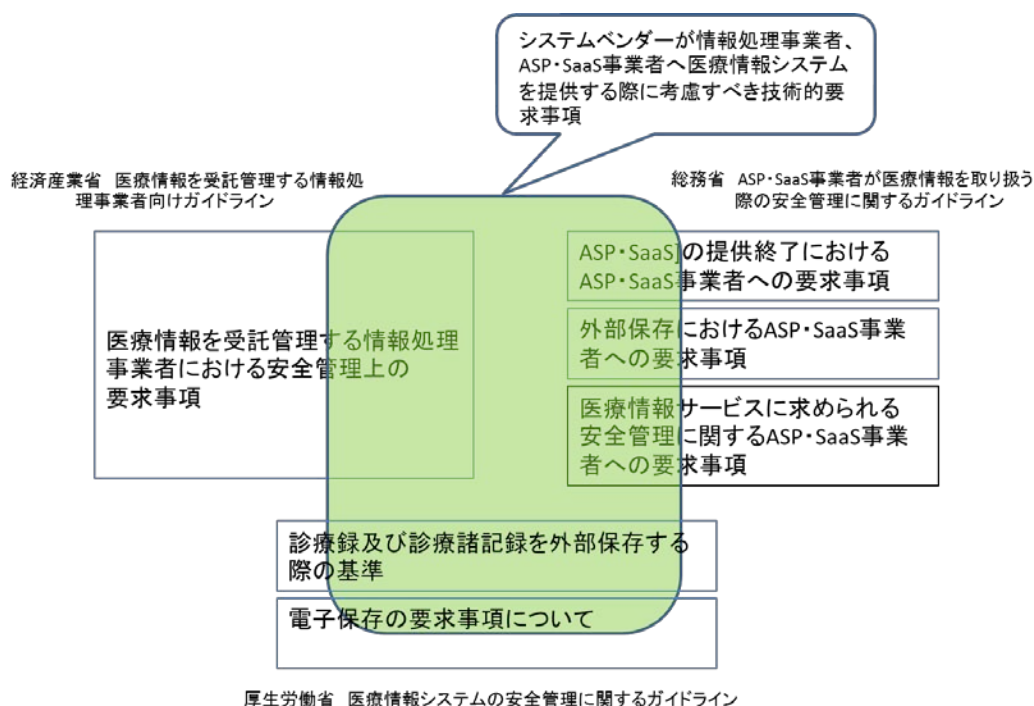 システムベンダーが情報処理事業者、
ASP・SaaS事業者へ医療情報システム
を提供する際に考慮すべき技術的要
求事項
経済産業省　医療情報を受託管理する情報処
理事業者向けガイドライン
総務省　ASP・SaaS事業者が医療情報を取り扱う
際の安全管理に関するガイドライン
医療情報を受託管理する情報処理
事業者における安全管理上の
要求事項
ASP・SaaS]の提供終了における
ASP・SaaS事業者への要求事項
外部保存におけるASP・SaaS事業
者への要求事項
医療情報サービスに求められる
安全管理に関するASP・SaaS事業
者への要求事項
診療録及び診療諸記録を外部保存する
際の基準
電子保存の要求事項について
厚生労働省　医療情報システムの安全管理に関するガイドライン